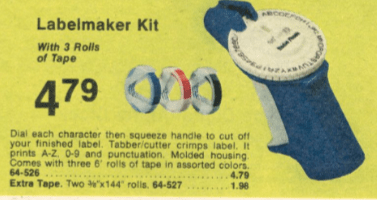 Labelmaker Kit
With 3 Rolls
of Tape
4 79
Dial each character then squeeze handle to cut off
your finished label. Tabber/cutter crimps label. It
prints A-Z, 0-9 and punctuation. Molded housing.
Comes with three 6' rolls of tape in assorted colors.
64-526 ..... 4.79
Extra Tape. Two ⅜"x144" rolls. 64-527 ..... 1.98